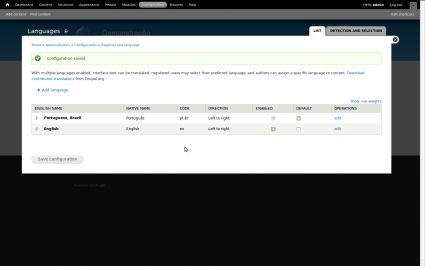 Dashboard Content Structure Appearance People Modules Configuration Reports Help Hello admin Log out
Add content Find content Edit shortcuts
Languages
LIST DETECTION AND SELECTION
Home » Administration » Configuration » Regional and language
Configuration saved.
With multiple languages enabled, interface text can be translated, registered users may select their preferred language, and authors can assign a specific language to content. Download
contributed translations from Drupal.org.
+ Add language
Show row weights
ENGLISH NAME NATIVE NAME CODE DIRECTION ENABLED DEFAULT OPERATIONS
Portuguese, Brazil Português pt-br Left to right edit
English English en Left to right edit
Save configuration